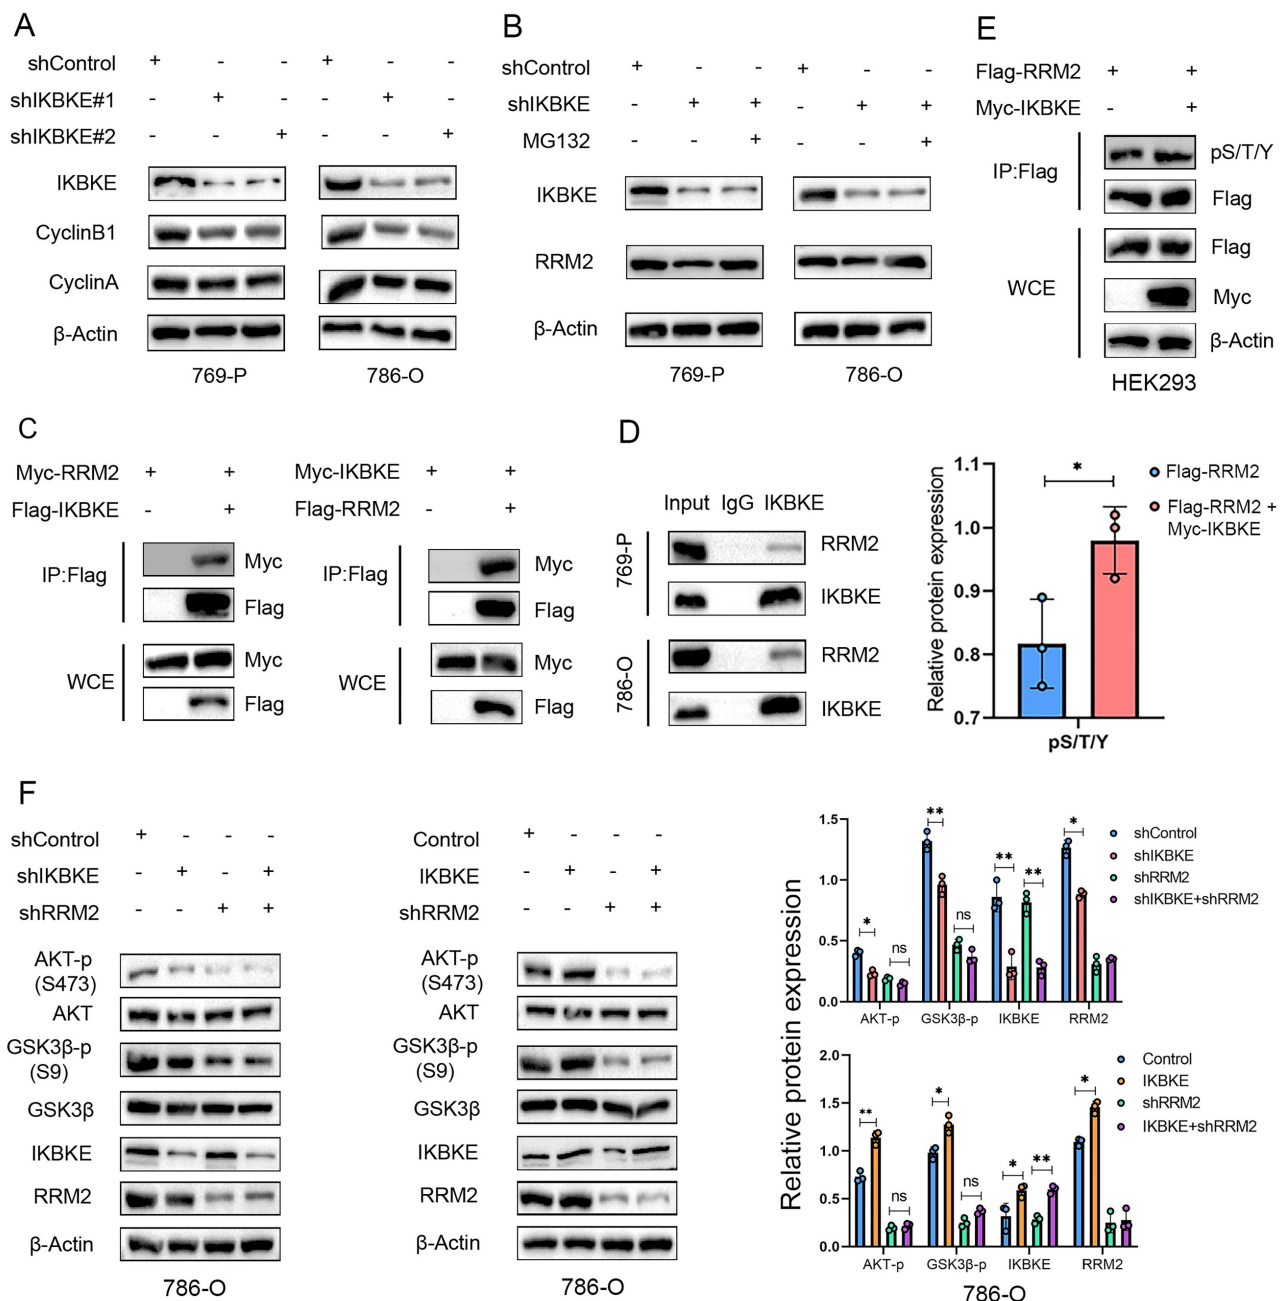 A
shControl + - - + - -
shIKBKE#1 - + - - + -
shIKBKE#2 - - + - - +
IKBKE
CyclinB1
CyclinA
β-Actin
769-P 786-O
B
shControl + - - + - -
shIKBKE - + + - + +
MG132 - - + - - +
IKBKE
RRM2
β-Actin
769-P 786-O
E
Flag-RRM2 + +
Myc-IKBKE - +
IP:Flag
pS/T/Y
Flag
WCE
Flag
Myc
β-Actin
HEK293
C
Myc-RRM2 + +
Flag-IKBKE - +
IP:Flag
Myc
Flag
WCE
Myc
Flag
Myc-IKBKE + +
Flag-RRM2 - +
IP:Flag
Myc
Flag
WCE
Myc
Flag
D
Input IgG IKBKE
769-P
RRM2
IKBKE
786-O
RRM2
IKBKE
Relative protein expression
1.1
1.0
0.9
0.8
0.7
*
pS/T/Y
Flag-RRM2
Flag-RRM2 +
Myc-IKBKE
F
shControl + - - -
shIKBKE - + - +
shRRM2 - - + +
AKT-p
(S473)
AKT
GSK3β-p
(S9)
GSK3β
IKBKE
RRM2
β-Actin
786-O
Control + - - -
IKBKE - + - +
shRRM2 - - + +
AKT-p
(S473)
AKT
GSK3β-p
(S9)
GSK3β
IKBKE
RRM2
β-Actin
786-O
Relative protein expression
1.5
1.0
0.5
0.0
* ns ** ns ** ** *
AKT-p GSK3β-p IKBKE RRM2
shControl
shIKBKE
shRRM2
shIKBKE+shRRM2
2.0
1.5
1.0
0.5
0.0
** ns * ns * ** *
AKT-p GSK3β-p IKBKE RRM2
Control
IKBKE
shRRM2
IKBKE+shRRM2
786-O